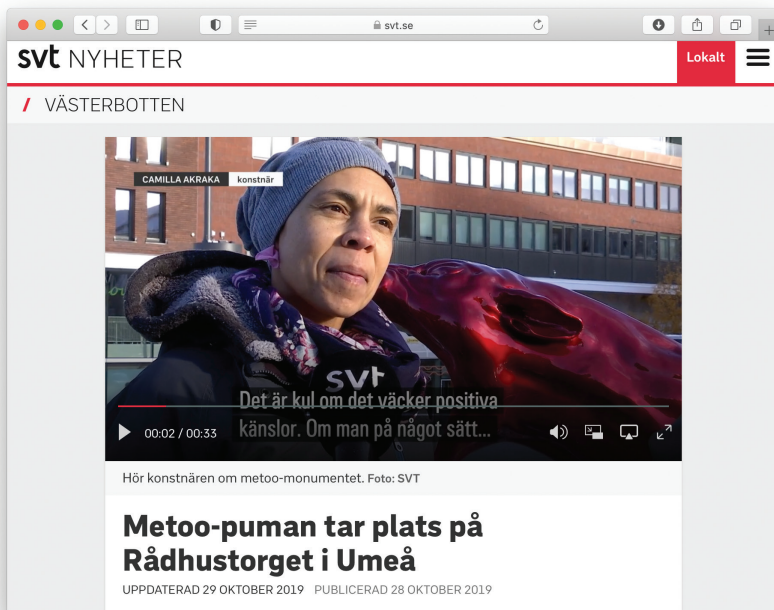 svt.se
svt NYHETER
Lokalt
/ VÄSTERBOTTEN
CAMILLA AKRAKA konstnär
svt
Det är kul om det väcker positiva
känslor. Om man på något sätt...
00:02 / 00:33
Hör konstnären om metoo-monumentet. Foto: SVT
Metoo-puman tar plats på
Rådhustorget i Umeå
UPPDATERAD 29 OKTOBER 2019 PUBLICERAD 28 OKTOBER 2019